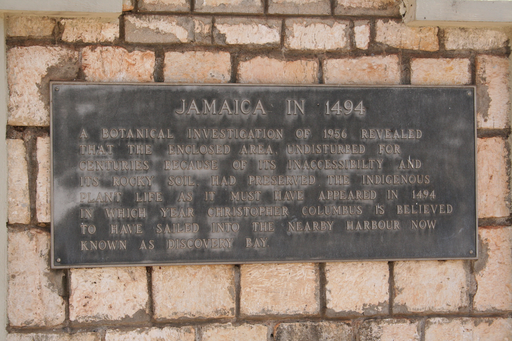 JAMAICA IN 1494
A BOTANICAL INVESTIGATION OF 1956 REVEALED
THAT THE ENCLOSED AREA UNDISTURBED FOR
CENTURIES BECAUSE OF ITS INACCESSIBILTY AND
ITS ROCKY SOIL HAD PRESERVED THE INDIGENOUS
PLANT LIFE AS IT MUST HAVE APPEARED IN 1494
IN WHICH YEAR CHRISTOPHER COLUMBUS IS BELIEVED
TO HAVE SAILED INTO THE NEARBY HARBOUR NOW
KNOWN AS DISCOVERY BAY